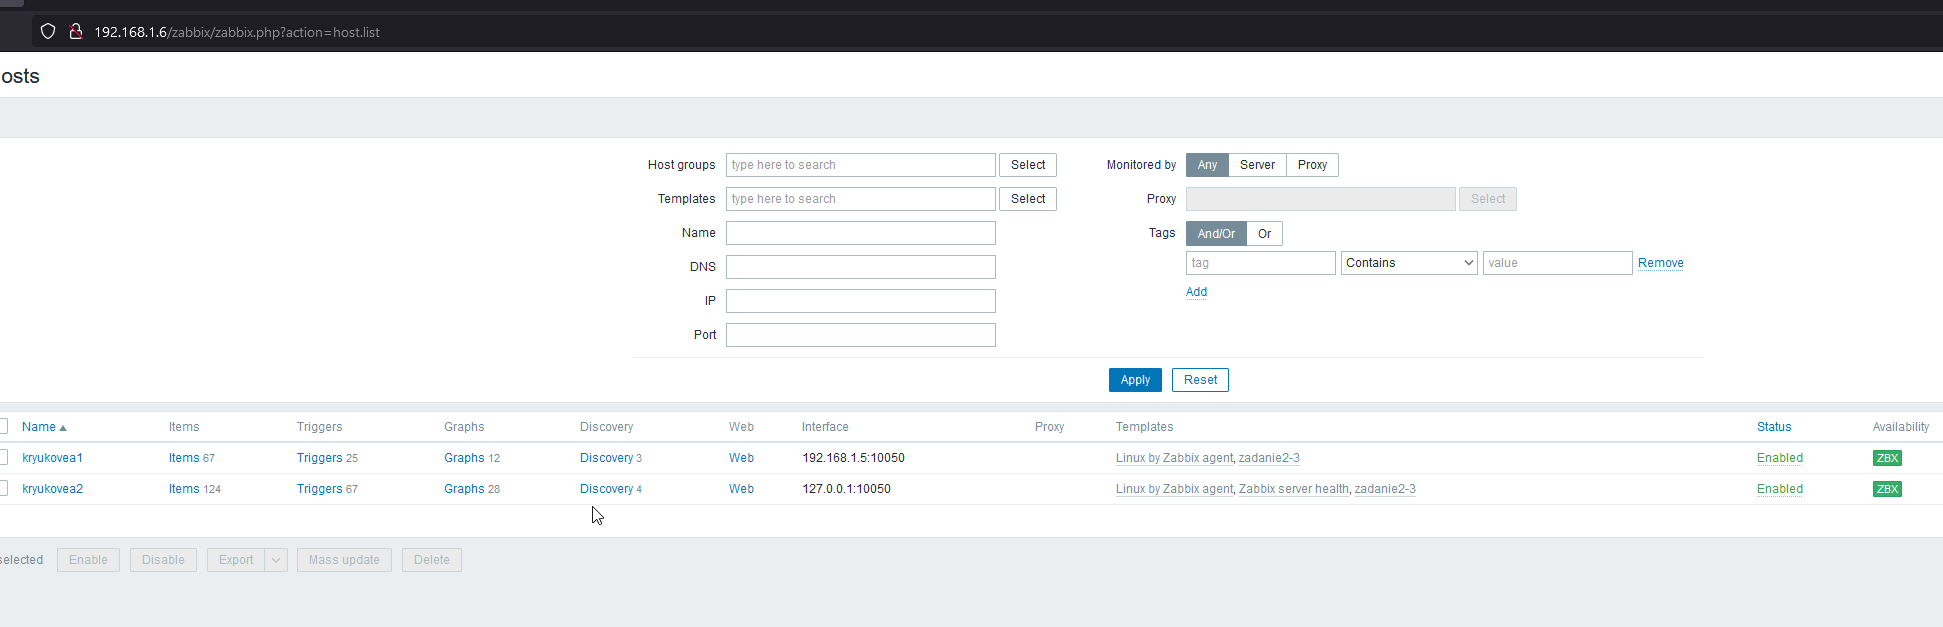 192.168.1.6/zabbix/zabbix.php?action=host.list
osts
Host groups type here to search Select Monitored by Any Server Proxy
Templates type here to search Select Proxy Select
Name Tags And/Or Or
DNS tag Contains value Remove
IP Add
Port
Apply Reset
Name Items Triggers Graphs Discovery Web Interface Proxy Templates Status Availability
kryukovea1 Items 67 Triggers 25 Graphs 12 Discovery 3 Web 192.168.1.5:10050 Linux by Zabbix agent, zadanie2-3 Enabled ZBX
kryukovea2 Items 124 Triggers 67 Graphs 28 Discovery 4 Web 127.0.0.1:10050 Linux by Zabbix agent, Zabbix server health, zadanie2-3 Enabled ZBX
selected Enable Disable Export Mass update Delete